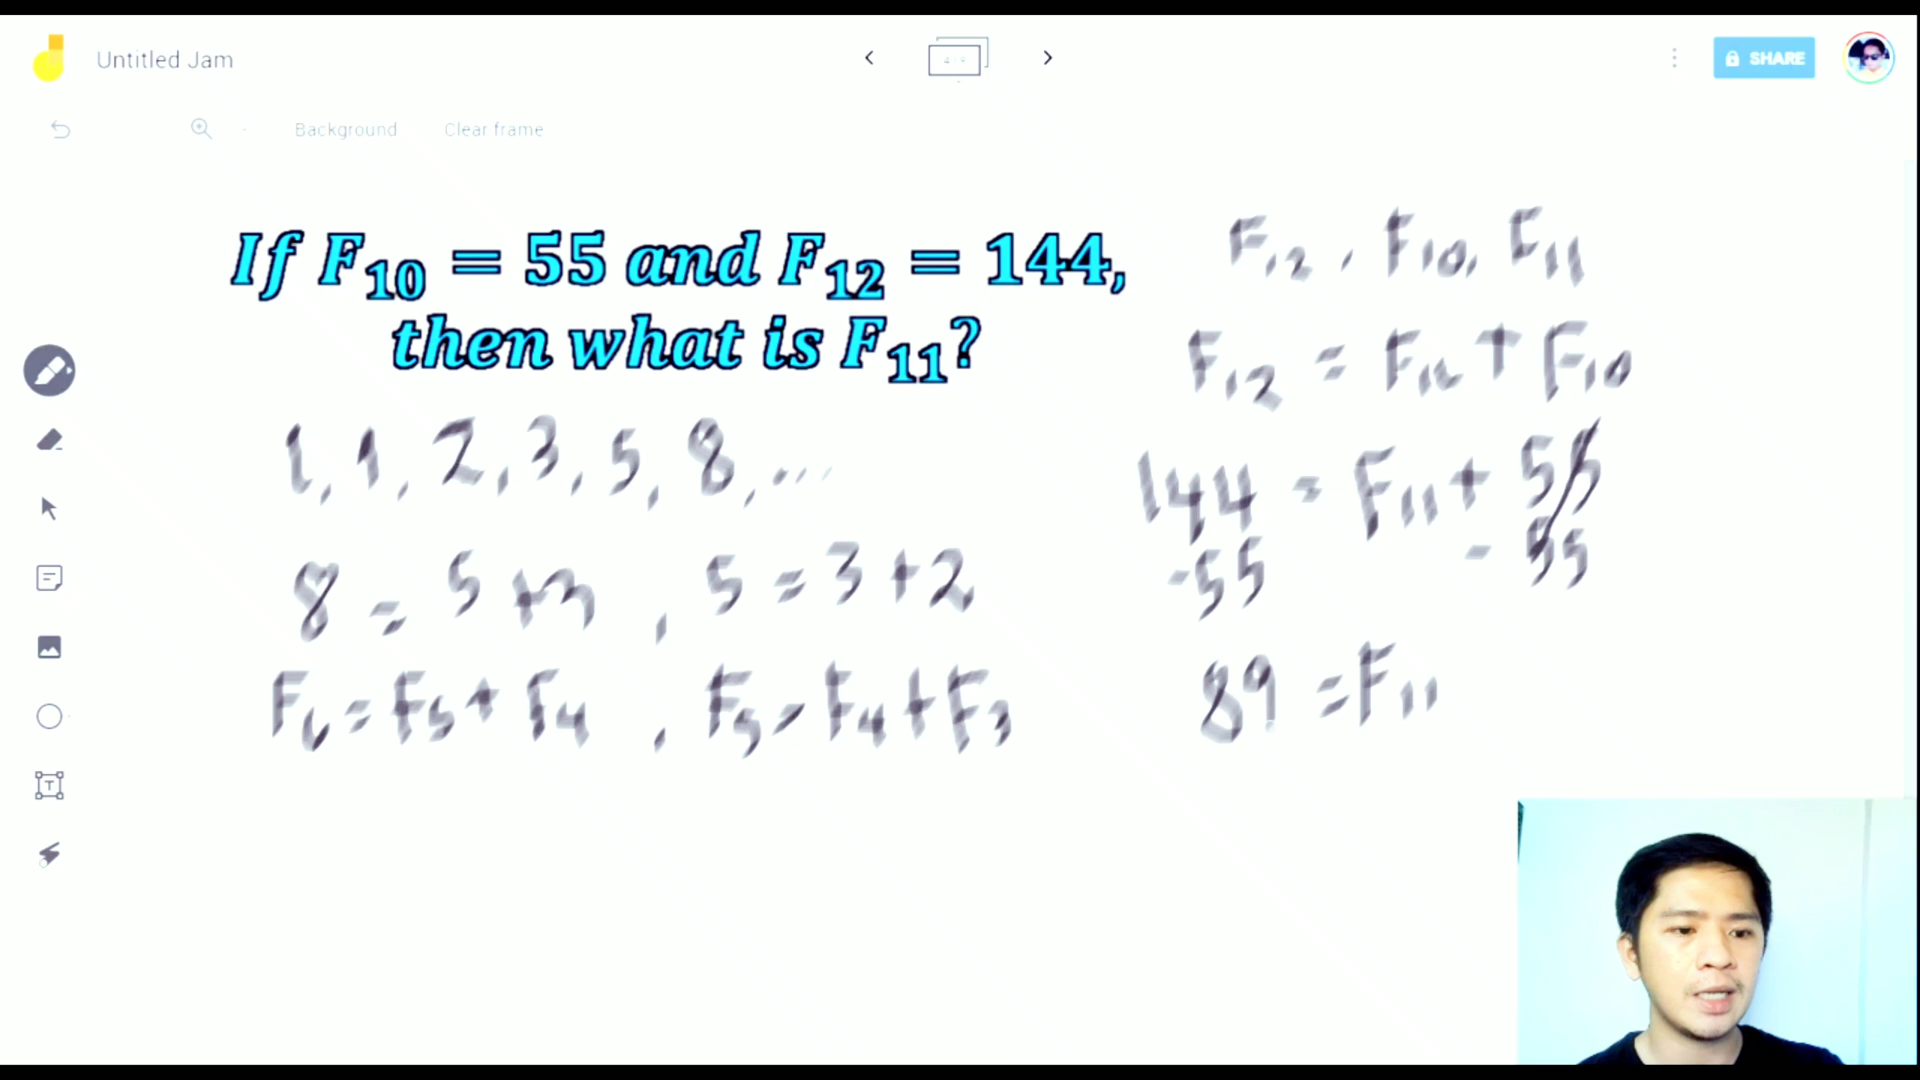 Untitled Jam
SHARE
Background Clear frame
If F₁₀ = 55 and F₁₂ = 144,
then what is F₁₁?
1, 1, 2, 3, 5, 8, ...
8 = 5 + 3 , 5 = 3 + 2
F₆ = F₅ + F₄ , F₅ = F₄ + F₃
F₁₂ , F₁₀, F₁₁
F₁₂ = F₁₁ + F₁₀
144 = F₁₁ + 55
-55 - 55
89 = F₁₁